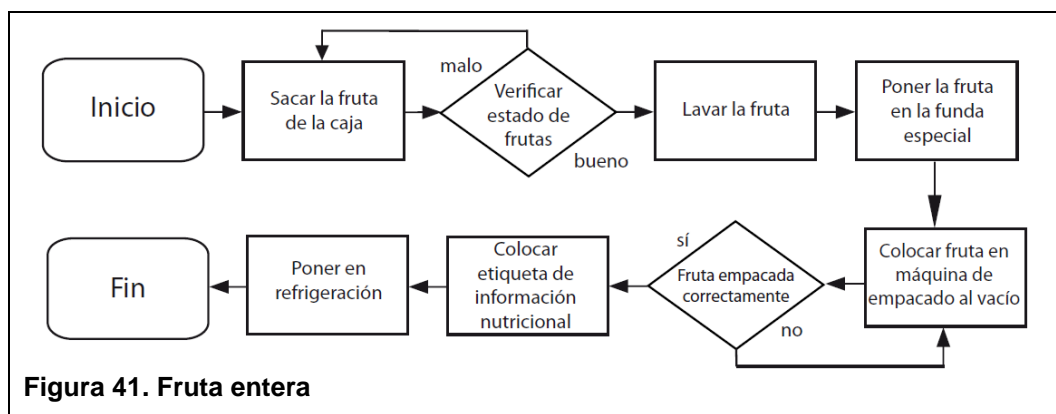 Inicio
Sacar la fruta
de la caja
malo
Verificar
estado de
frutas
bueno
Lavar la fruta
Poner la fruta
en la funda
especial
Colocar fruta en
máquina de
empacado al vacío
sí
Fruta empacada
correctamente
no
Colocar
etiqueta de
información
nutricional
Poner en
refrigeración
Fin
Figura 41. Fruta entera